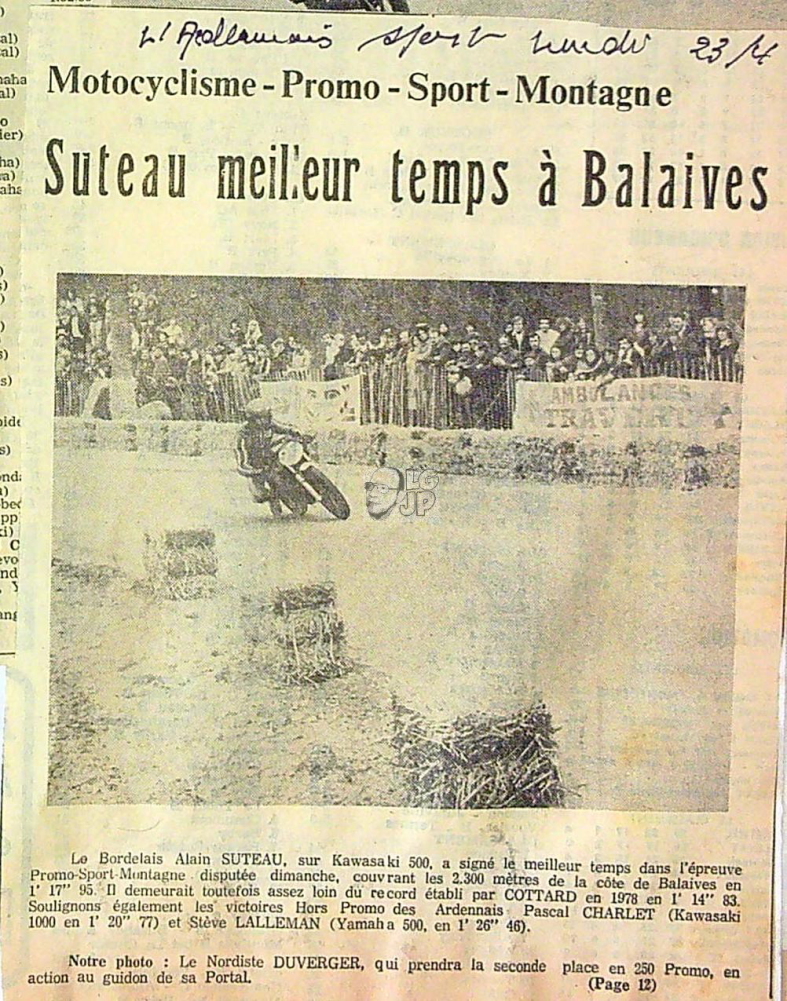 L'Ardennais sport lundi 23/4
Motocyclisme - Promo - Sport - Montagne
Suteau meilleur temps à Balaives
AMBULANCES
LG
JP
Le Bordelais Alain SUTEAU, sur Kawasaki 500, a signé le meilleur temps dans l'épreuve
Promo-Sport-Montagne disputée dimanche, couvrant les 2.300 mètres de la côte de Balaives en
1' 17'' 95. Il demeurait toutefois assez loin du record établi par COTTARD en 1978 en 1' 14'' 83.
Soulignons également les victoires Hors Promo des Ardennais Pascal CHARLET (Kawasaki
1000 en 1' 20'' 77) et Stève LALLEMAN (Yamaha 500, en 1' 26'' 46).
Notre photo : Le Nordiste DUVERGER, qui prendra la seconde place en 250 Promo, en
action au guidon de sa Portal.
(Page 12)